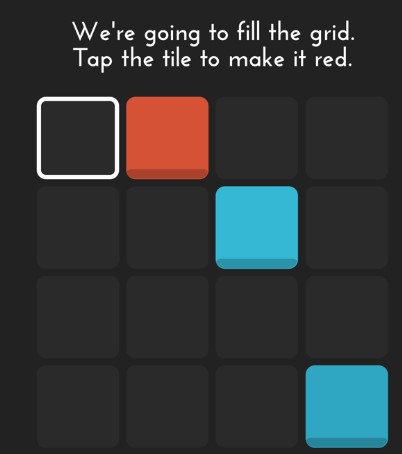 We're going to fill the grid.
Tap the tile to make it red.